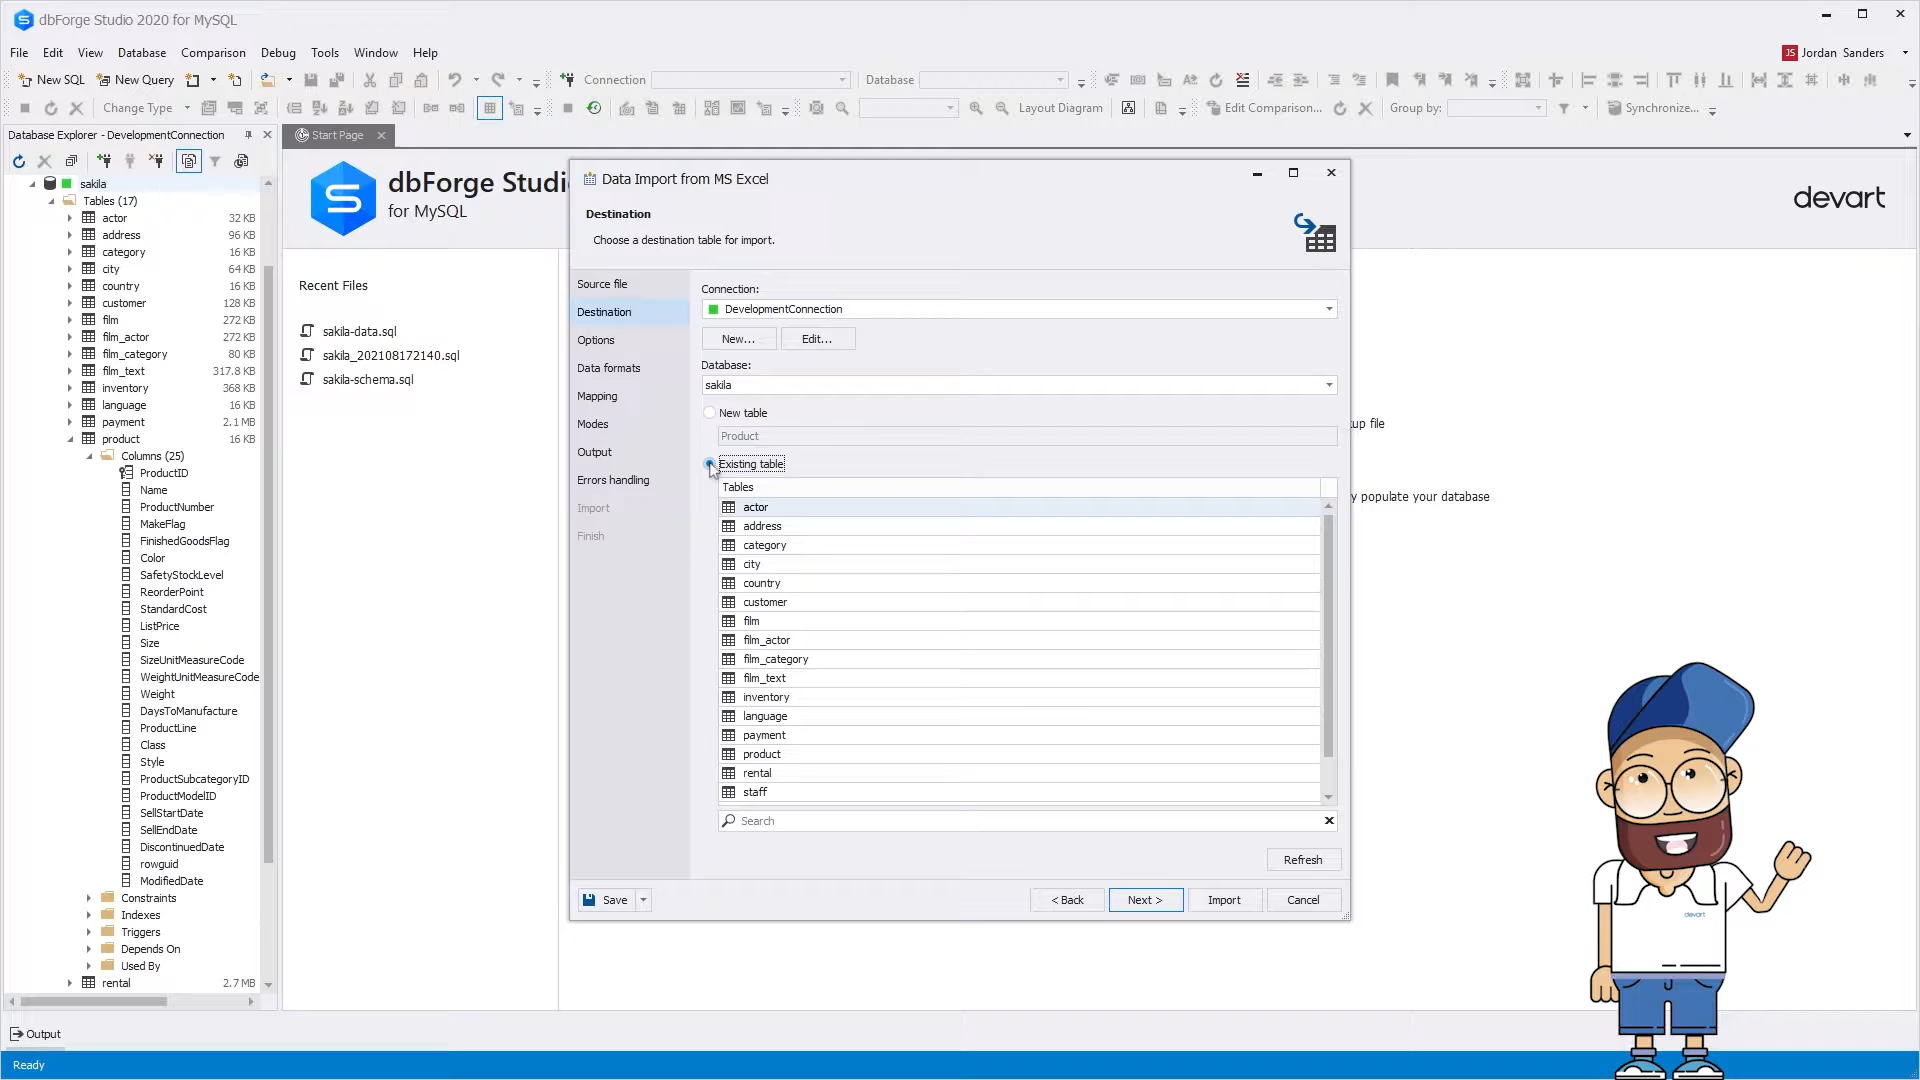 dbForge Studio 2020 for MySQL
File Edit View Database Comparison Debug Tools Window Help
JS Jordan Sanders
New SQL New Query Connection Database
Change Type Layout Diagram Edit Comparison... Group by: Synchronize...
Database Explorer - DevelopmentConnection
Start Page
sakila
Tables (17)
actor 32 KB
address 96 KB
category 16 KB
city 64 KB
country 16 KB
customer 128 KB
film 272 KB
film_actor 272 KB
film_category 80 KB
film_text 317.8 KB
inventory 368 KB
language 16 KB
payment 2.1 MB
product 16 KB
Columns (25)
ProductID
Name
ProductNumber
MakeFlag
FinishedGoodsFlag
Color
SafetyStockLevel
ReorderPoint
StandardCost
ListPrice
Size
SizeUnitMeasureCode
WeightUnitMeasureCode
Weight
DaysToManufacture
ProductLine
Class
Style
ProductSubcategoryID
ProductModelID
SellStartDate
SellEndDate
DiscontinuedDate
rowguid
ModifiedDate
Constraints
Indexes
Triggers
Depends On
Used By
rental 2.7 MB
dbForge Studi
for MySQL
devart
Recent Files
sakila-data.sql
sakila_202108172140.sql
sakila-schema.sql
up file
y populate your database
Data Import from MS Excel
Destination
Choose a destination table for import.
Source file
Destination
Options
Data formats
Mapping
Modes
Output
Errors handling
Import
Finish
Connection:
DevelopmentConnection
New... Edit...
Database:
sakila
New table
Product
Existing table
Tables
actor
address
category
city
country
customer
film
film_actor
film_category
film_text
inventory
language
payment
product
rental
staff
Search
Refresh
Save < Back Next > Import Cancel
devart
Output
Ready